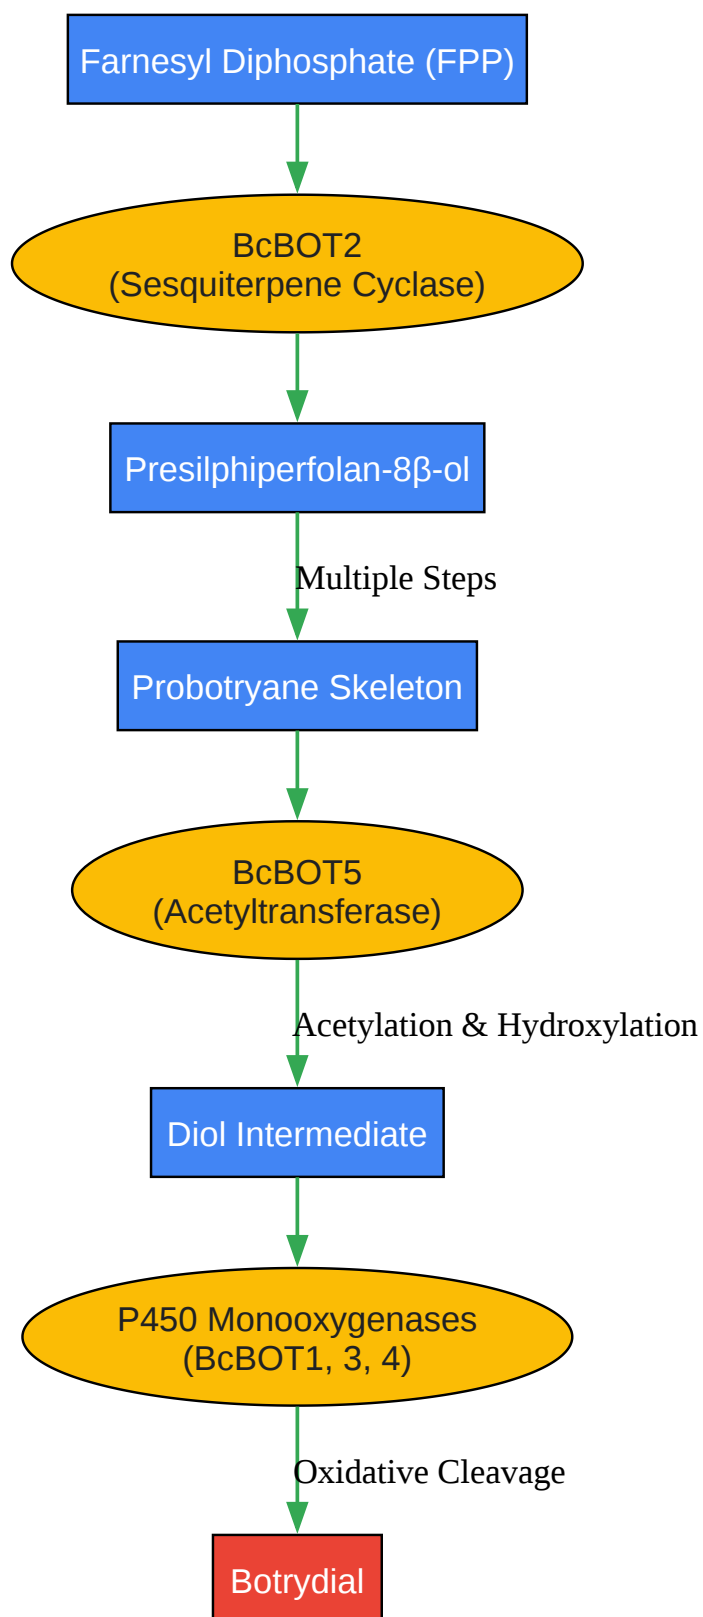 Farnesyl Diphosphate (FPP)
BcBOT2
(Sesquiterpene Cyclase)
Presilphiperfolan-8β-ol
Multiple Steps
Probotryane Skeleton
BcBOT5
(Acetyltransferase)
Acetylation & Hydroxylation
Diol Intermediate
P450 Monooxygenases
(BcBOT1, 3, 4)
Oxidative Cleavage
Botrydial